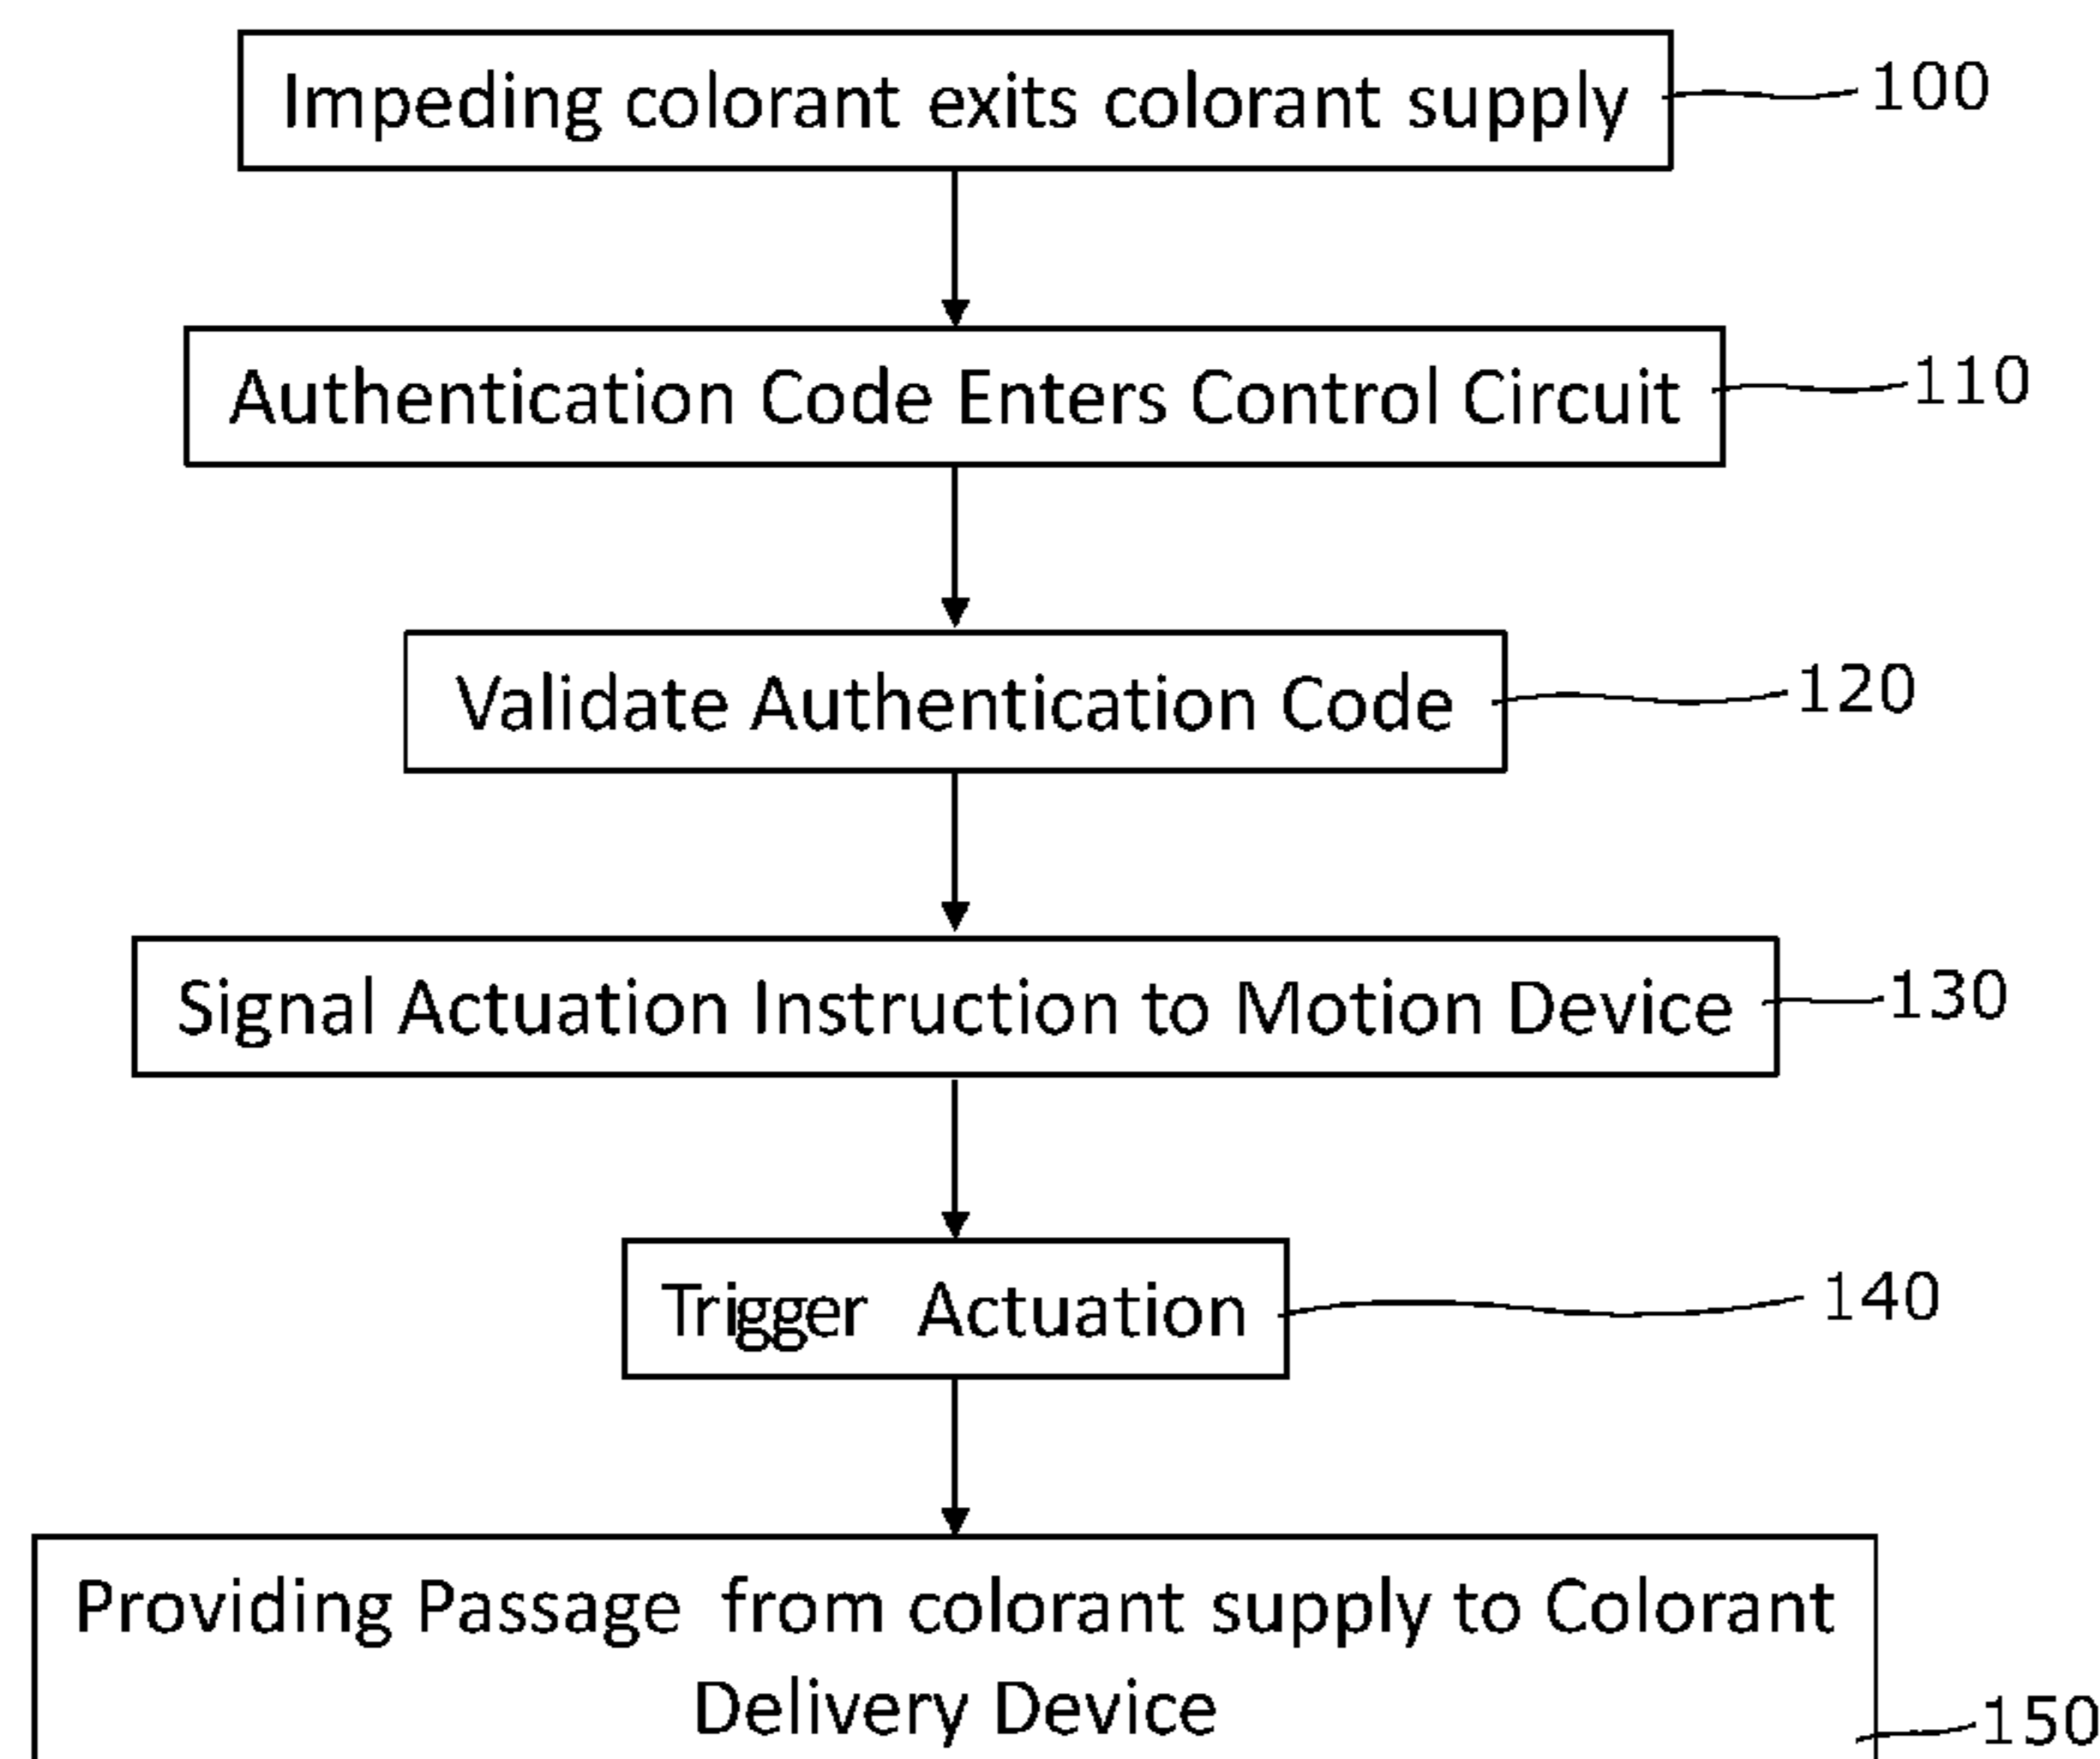 Impeding colorant exits colorant supply
100
Authentication Code Enters Control Circuit
110
Validate Authentication Code
120
Signal Actuation Instruction to Motion Device
130
Trigger Actuation
140
Providing Passage from colorant supply to Colorant
Delivery Device
150